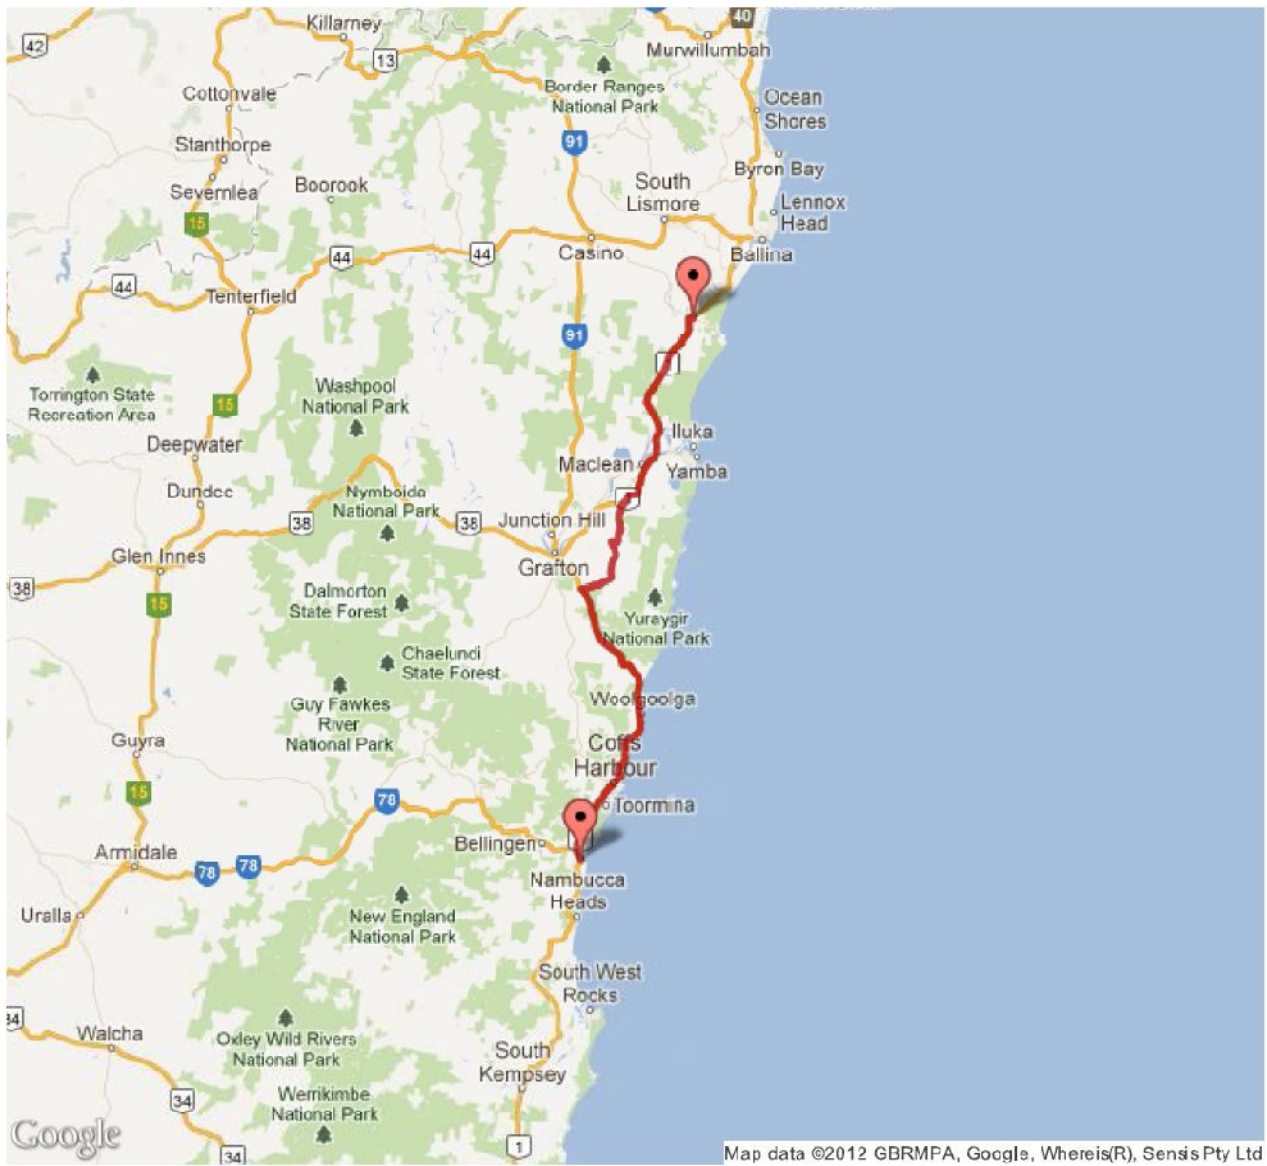 40
Killarney
42
Murwillumbah
13
Border Ranges
National Park
Cottonvale
Ocean
Shores
91
Stanthorpe
Byron Bay
Severnlea
Boorook
South
Lismore
Lennox
Head
15
44
44
Casino
Ballina
44
Tenterfield
91
Torrington State
Recreation Area
Washpool
National Park
15
Iluka
Deepwater
Maclean
Yamba
Dundee
Nymboida
National Park
38
38
Junction Hill
Glen Innes
Grafton
38
15
Dalmorton
State Forest
Yuraygir
National Park
Chaelundi
State Forest
Guy Fawkes
River
National Park
Woolgoolga
Guyra
Coffs
Harbour
15
78
Toormina
Bellingen
Armidale
78
78
Nambucca
Heads
Uralla
New England
National Park
South West
Rocks
34
Walcha
Oxley Wild Rivers
National Park
South
Kempsey
34
Werrikimbe
National Park
Google
1
34
Map data ©2012 GBRMPA, Google, Whereis(R), Sensis Pty Ltd